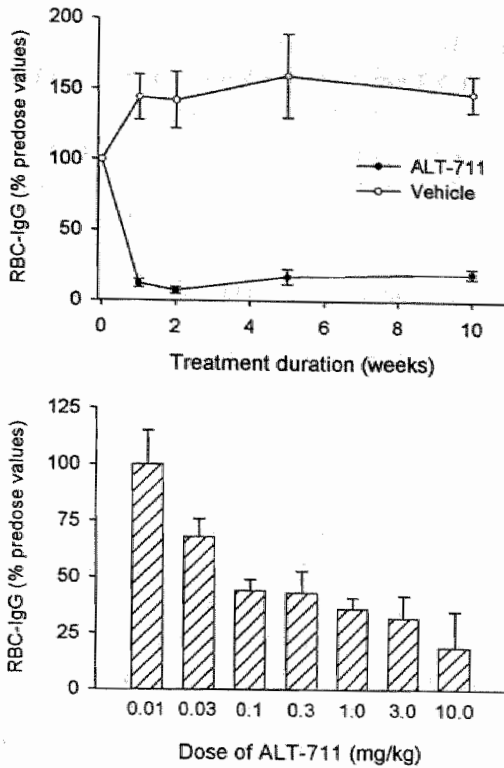 RBC-IgG (% predose values)
200
150
100
50
0
ALT-711
Vehicle
0 2 4 6 8 10
Treatment duration (weeks)
RBC-IgG (% predose values)
125
100
75
50
25
0
0.01 0.03 0.1 0.3 1.0 3.0 10.0
Dose of ALT-711 (mg/kg)